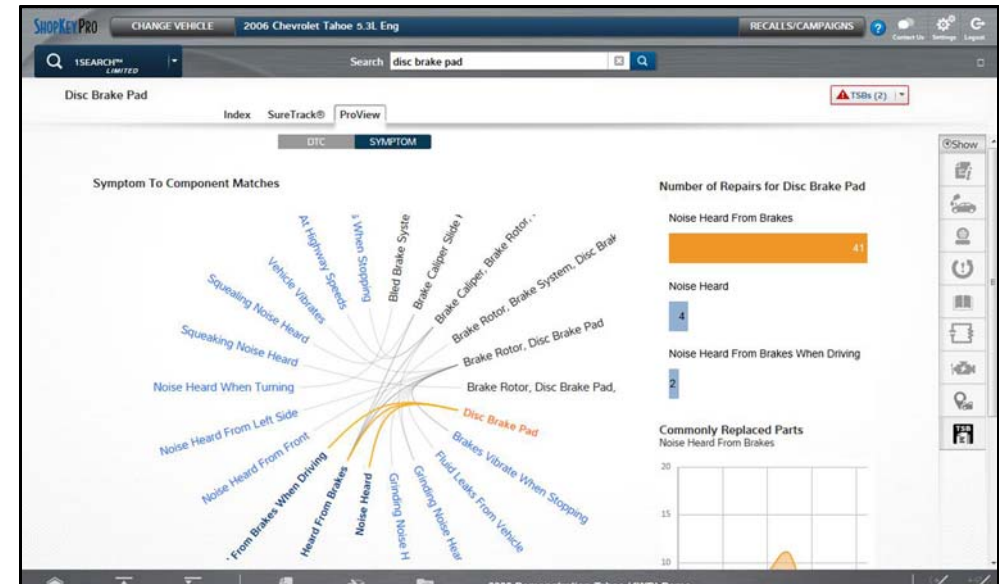 SHOPKEYPRO CHANGE VEHICLE 2006 Chevrolet Tahoe 5.3L Eng RECALLS/CAMPAIGNS ? Contact Us Settings Logout
1SEARCH™ LIMITED Search disc brake pad
Disc Brake Pad TSBs (2)
Index SureTrack® ProView
DTC SYMPTOM
Show
Symptom To Component Matches
At Highway Speeds
s When Stopping
Bled Brake Syste
Brake Caliper Slide
Brake Caliper, Brake Rotor,
Brake Rotor, Brake System, Disc Brak
Brake Rotor, Disc Brake Pad
Brake Rotor, Disc Brake Pad,
Disc Brake Pad
Brakes Vibrate When Stopping
Fluid Leaks From Vehicle
Grinding Noise Hear
Grinding Noise H
Noise Heard
Heard From Brakes
From Brakes When Driving
Noise Heard From Front
Noise Heard From Left Side
Noise Heard When Turning
Squeaking Noise Heard
Squealing Noise Heard
Vehicle Vibrates
Number of Repairs for Disc Brake Pad
Noise Heard From Brakes
41
Noise Heard
4
Noise Heard From Brakes When Driving
2
Commonly Replaced Parts
Noise Heard From Brakes
20
15
10
TSB